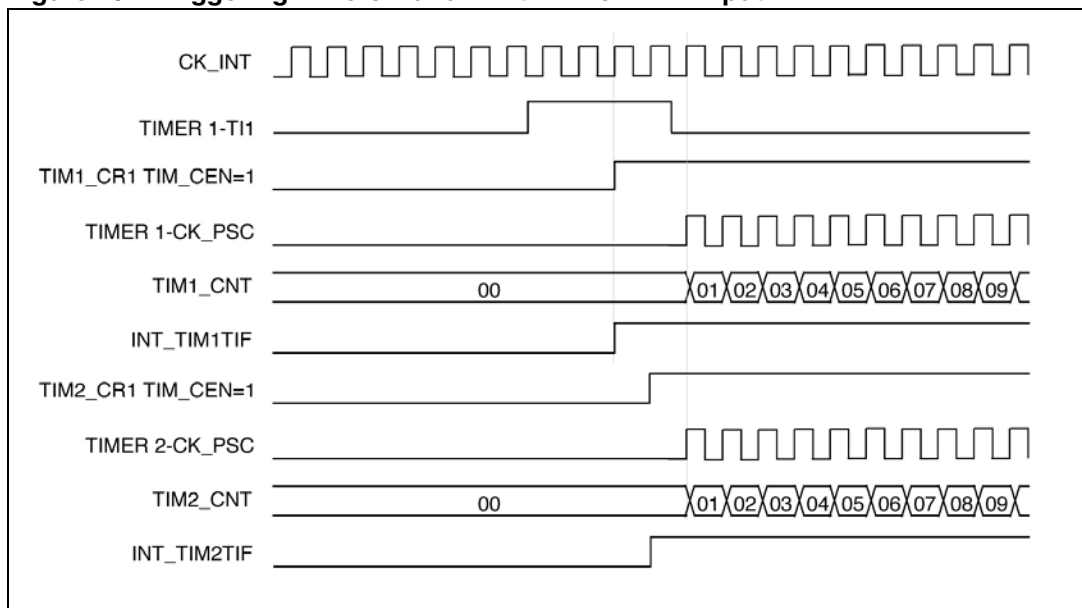 CK_INT
TIMER 1-TI1
TIM1_CR1 TIM_CEN=1
TIMER 1-CK_PSC
TIM1_CNT 00 01 02 03 04 05 06 07 08 09
INT_TIM1TIF
TIM2_CR1 TIM_CEN=1
TIMER 2-CK_PSC
TIM2_CNT 00 01 02 03 04 05 06 07 08 09
INT_TIM2TIF